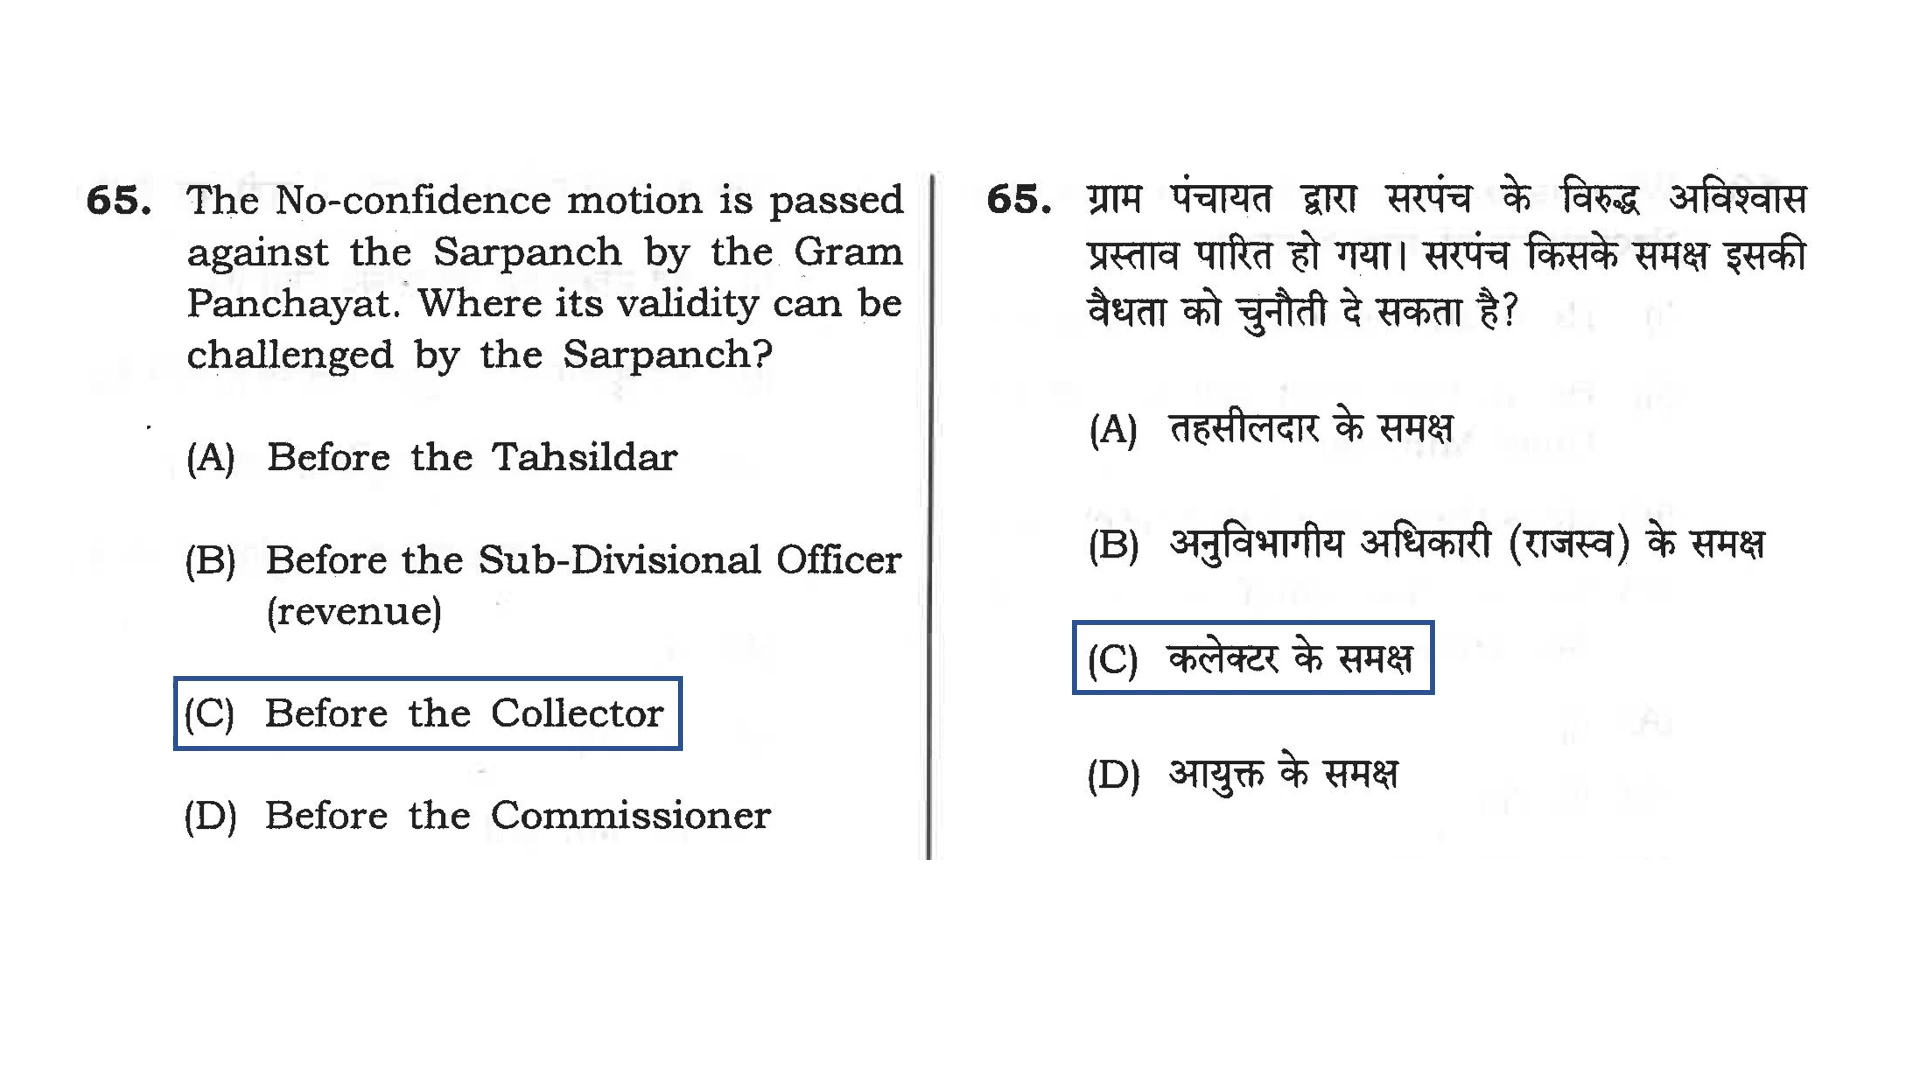 65. The No-confidence motion is passed
against the Sarpanch by the Gram
Panchayat. Where its validity can be
challenged by the Sarpanch?
(A) Before the Tahsildar
(B) Before the Sub-Divisional Officer
(revenue)
(C) Before the Collector
(D) Before the Commissioner
65. ग्राम पंचायत द्वारा सरपंच के विरुद्ध अविश्वास
प्रस्ताव पारित हो गया। सरपंच किसके समक्ष इसकी
वैधता को चुनौती दे सकता है?
(A) तहसीलदार के समक्ष
(B) अनुविभागीय अधिकारी (राजस्व) के समक्ष
(C) कलेक्टर के समक्ष
(D) आयुक्त के समक्ष